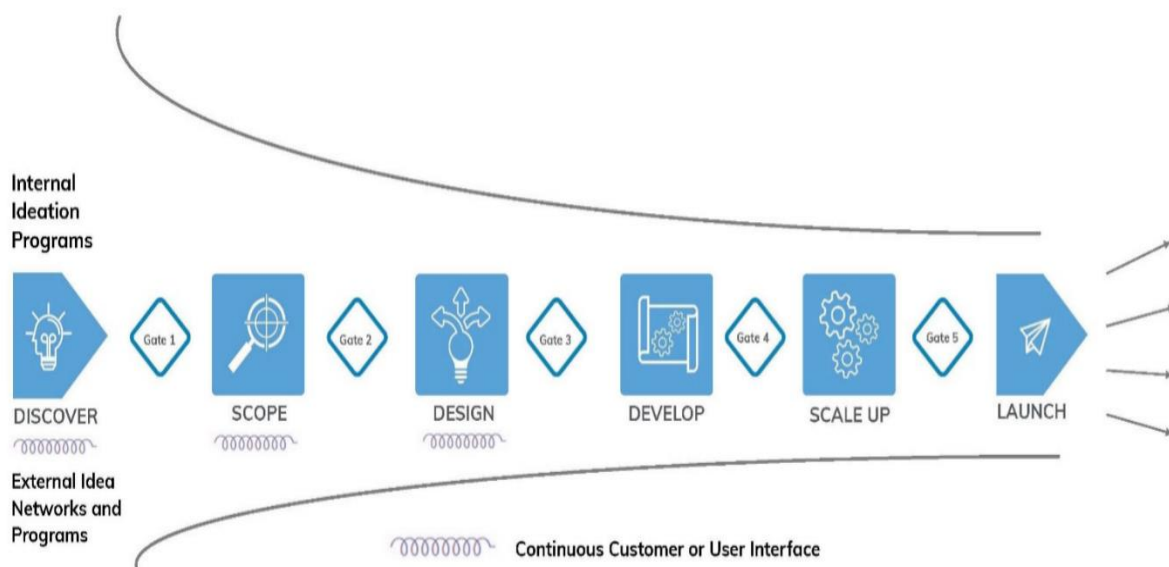 Internal
Ideation
Programs
Gate 1
Gate 2
Gate 3
Gate 4
Gate 5
DISCOVER
SCOPE
DESIGN
DEVELOP
SCALE UP
LAUNCH
External Idea
Networks and
Programs
Continuous Customer or User Interface